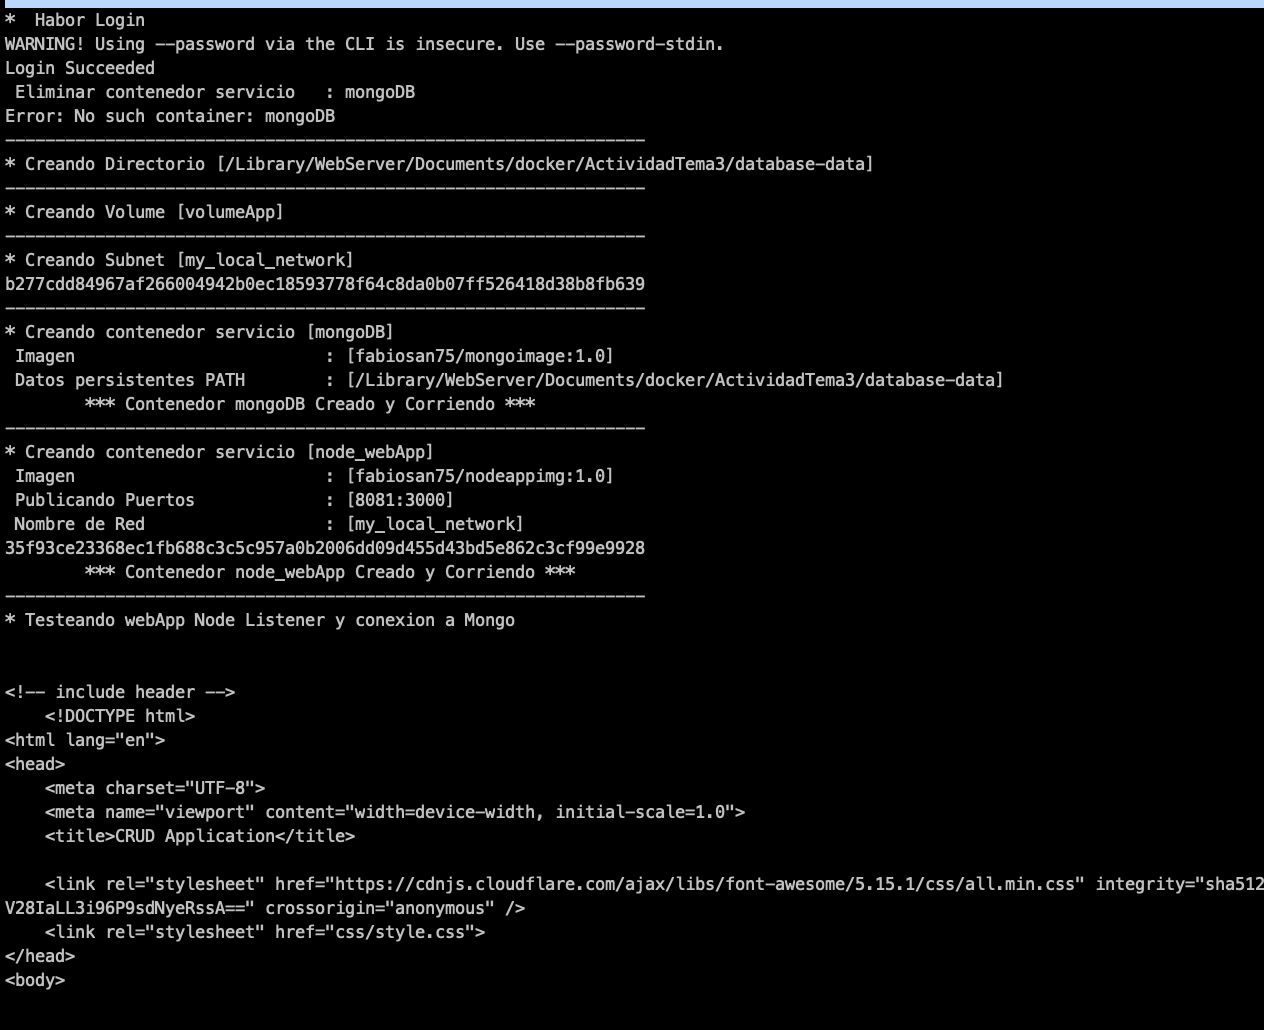 *  Habor Login
WARNING! Using --password via the CLI is insecure. Use --password-stdin.
Login Succeeded
 Eliminar contenedor servicio   : mongoDB
Error: No such container: mongoDB
----------------------------------------------------------------
* Creando Directorio [/Library/WebServer/Documents/docker/ActividadTema3/database-data]
----------------------------------------------------------------
* Creando Volume [volumeApp]
----------------------------------------------------------------
* Creando Subnet [my_local_network]
b277cdd84967af266004942b0ec18593778f64c8da0b07ff526418d38b8fb639
----------------------------------------------------------------
* Creando contenedor servicio [mongoDB]
 Imagen                         : [fabiosan75/mongoimage:1.0]
 Datos persistentes PATH        : [/Library/WebServer/Documents/docker/ActividadTema3/database-data]
        *** Contenedor mongoDB Creado y Corriendo ***
----------------------------------------------------------------
* Creando contenedor servicio [node_webApp]
 Imagen                         : [fabiosan75/nodeappimg:1.0]
 Publicando Puertos             : [8081:3000]
 Nombre de Red                  : [my_local_network]
35f93ce23368ec1fb688c3c5c957a0b2006dd09d455d43bd5e862c3cf99e9928
        *** Contenedor node_webApp Creado y Corriendo ***
----------------------------------------------------------------
* Testeando webApp Node Listener y conexion a Mongo
<!-- include header -->
    <!DOCTYPE html>
<html lang="en">
<head>
    <meta charset="UTF-8">
    <meta name="viewport" content="width=device-width, initial-scale=1.0">
    <title>CRUD Application</title>
    <link rel="stylesheet" href="https://cdnjs.cloudflare.com/ajax/libs/font-awesome/5.15.1/css/all.min.css" integrity="sha512
V28IaLL3i96P9sdNyeRssA==" crossorigin="anonymous" />
    <link rel="stylesheet" href="css/style.css">
</head>
<body>